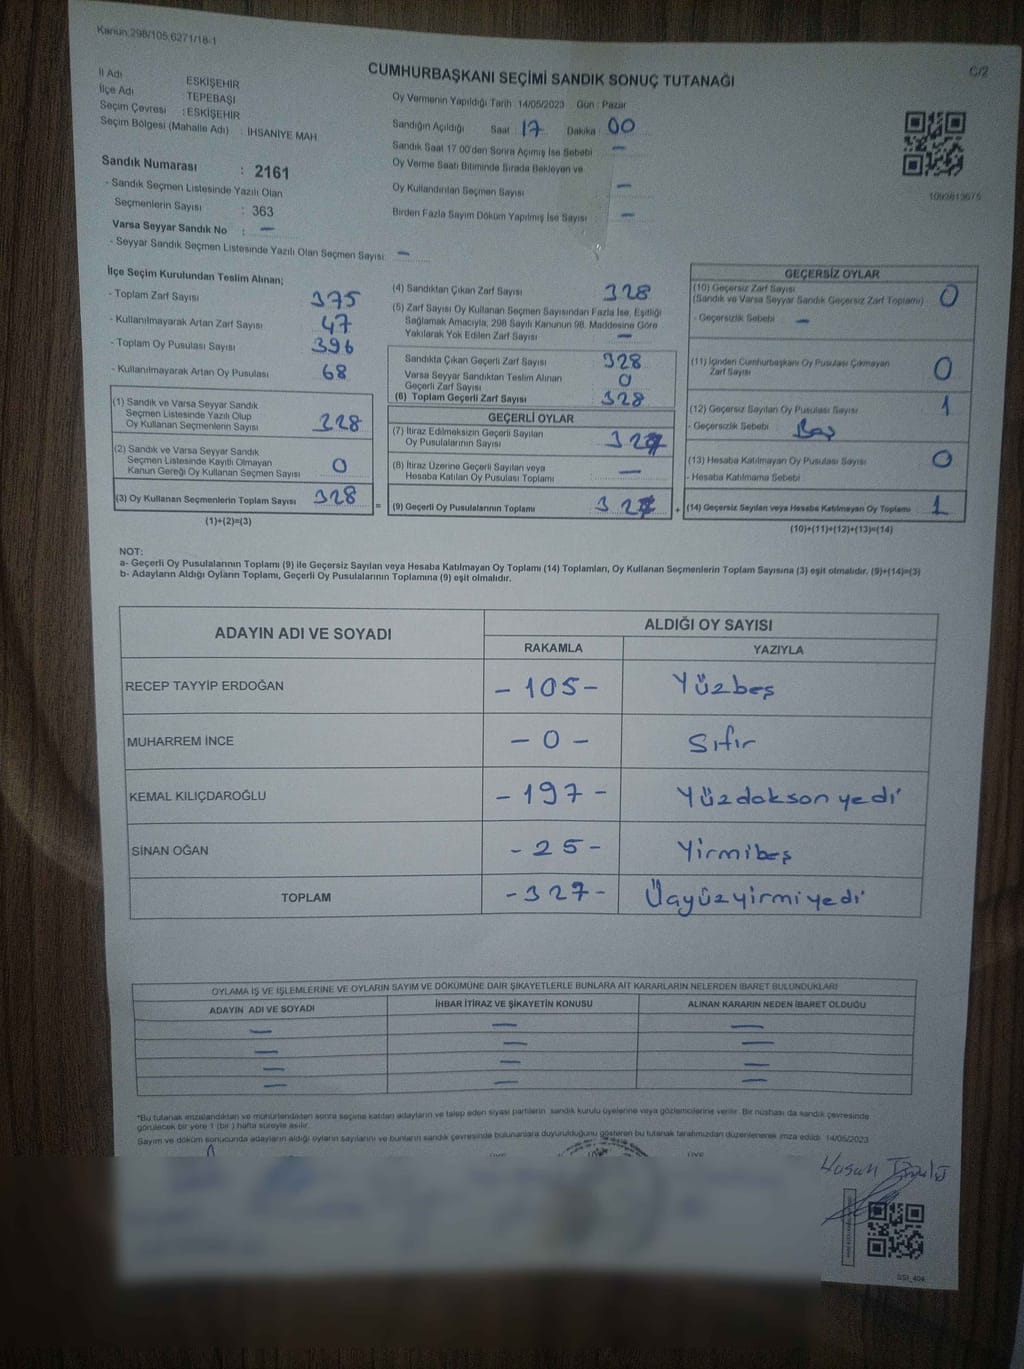 Kanun:298/105,6271/18-1
C/2
CUMHURBAŞKANI SEÇİMİ SANDIK SONUÇ TUTANAĞI
İl Adı : ESKİŞEHİR
İlçe Adı : TEPEBAŞI
Seçim Çevresi : ESKİŞEHİR
Seçim Bölgesi (Mahalle Adı) : İHSANİYE MAH.
Sandık Numarası : 2161
- Sandık Seçmen Listesinde Yazılı Olan
Seçmenlerin Sayısı : 363
Varsa Seyyar Sandık No : —
- Seyyar Sandık Seçmen Listesinde Yazılı Olan Seçmen Sayısı —
Oy Vermenin Yapıldığı Tarih : 14/05/2023 Gün : Pazar
Sandığın Açıldığı Saat : 17 Dakika : 00
Sandık Saat 17.00'den Sonra Açımış İse Sebebi : —
Oy Verme Saati Bitiminde Sırada Bekleyen ve
Oy Kullandırılan Seçmen Sayısı —
Birden Fazla Sayım Döküm Yapılmış İse Sayısı —
1092813675
İlçe Seçim Kurulundan Teslim Alınan;
- Toplam Zarf Sayısı 375
- Kullanılmayarak Artan Zarf Sayısı 47
- Toplam Oy Pusulası Sayısı 396
- Kullanılmayarak Artan Oy Pusulası 68
(1) Sandık ve Varsa Seyyar Sandık
Seçmen Listesinde Yazılı Olup
Oy Kullanan Seçmenlerin Sayısı 328
(2) Sandık ve Varsa Seyyar Sandık
Seçmen Listesinde Kayıtlı Olmayan
Kanun Gereği Oy Kullanan Seçmen Sayısı 0
(3) Oy Kullanan Seçmenlerin Toplam Sayısı 328 =
(1)+(2)=(3)
(4) Sandıktan Çıkan Zarf Sayısı 328
(5) Zarf Sayısı Oy Kullanan Seçmen Sayısından Fazla İse, Eşitliği
Sağlamak Amacıyla, 298 Sayılı Kanunun 98. Maddesine Göre
Yakılarak Yok Edilen Zarf Sayısı —
Sandıkta Çıkan Geçerli Zarf Sayısı 328
Varsa Seyyar Sandıktan Teslim Alınan
Geçerli Zarf Sayısı 0
(6) Toplam Geçerli Zarf Sayısı 328
GEÇERLİ OYLAR
(7) İtiraz Edilmeksizin Geçerli Sayılan
Oy Pusulalarının Sayısı 327
(8) İtiraz Üzerine Geçerli Sayılan veya
Hesaba Katılan Oy Pusulası Toplamı —
(9) Geçerli Oy Pusulalarının Toplamı 327 +
GEÇERSİZ OYLAR
(10) Geçersiz Zarf Sayısı
(Sandık ve Varsa Seyyar Sandık Geçersiz Zarf Toplamı) 0
- Geçersizlik Sebebi : —
(11) İçinden Cumhurbaşkanı Oy Pusulası Çıkmayan
Zarf Sayısı 0
(12) Geçersiz Sayılan Oy Pusulası Sayısı 1
- Geçersizlik Sebebi : Boş
(13) Hesaba Katılmayan Oy Pusulası Sayısı 0
- Hesaba Katılmama Sebebi :
(14) Geçersiz Sayılan veya Hesaba Katılmayan Oy Toplamı 1
(10)+(11)+(12)+(13)=(14)
NOT:
a- Geçerli Oy Pusulalarının Toplamı (9) ile Geçersiz Sayılan veya Hesaba Katılmayan Oy Toplamı (14) Toplamları, Oy Kullanan Seçmenlerin Toplam Sayısına (3) eşit olmalıdır. (9)+(14)=(3)
b- Adayların Aldığı Oyların Toplamı, Geçerli Oy Pusulalarının Toplamına (9) eşit olmalıdır.
ADAYIN ADI VE SOYADI ALDIĞI OY SAYISI
RAKAMLA YAZIYLA
RECEP TAYYİP ERDOĞAN - 105 - Yüzbeş
MUHARREM İNCE - 0 - Sıfır
KEMAL KILIÇDAROĞLU - 197 - Yüzdoksan yedi
SİNAN OĞAN - 25 - Yirmibeş
TOPLAM - 327 - Üçyüzyirmiyedi
OYLAMA İŞ VE İŞLEMLERİNE VE OYLARIN SAYIM VE DÖKÜMÜNE DAİR ŞİKAYETLERLE BUNLARA AİT KARARLARIN NELERDEN İBARET BULUNDUKLARI
ADAYIN ADI VE SOYADI İHBAR İTİRAZ VE ŞİKAYETİN KONUSU ALINAN KARARIN NEDEN İBARET OLDUĞU
— — —
— — —
— — —
— — —
*Bu tutanak imzalandıktan ve mühürlendikten sonra seçime katılan adayların ve talep eden siyasi partilerin sandık kurulu üyelerine veya gözlemcilerine verilir. Bir nüshası da sandık çevresinde
görülecek bir yere 1 (bir ) hafta süreyle asılır.
Sayım ve döküm sonucunda adayların aldığı oyların sayılarını ve bunların sandık çevresinde bulunanlara duyurulduğunu gösteren bu tutanak tarafımızdan düzenlenerek imza edildi. 14/05/2023
Hasan
SSI_404